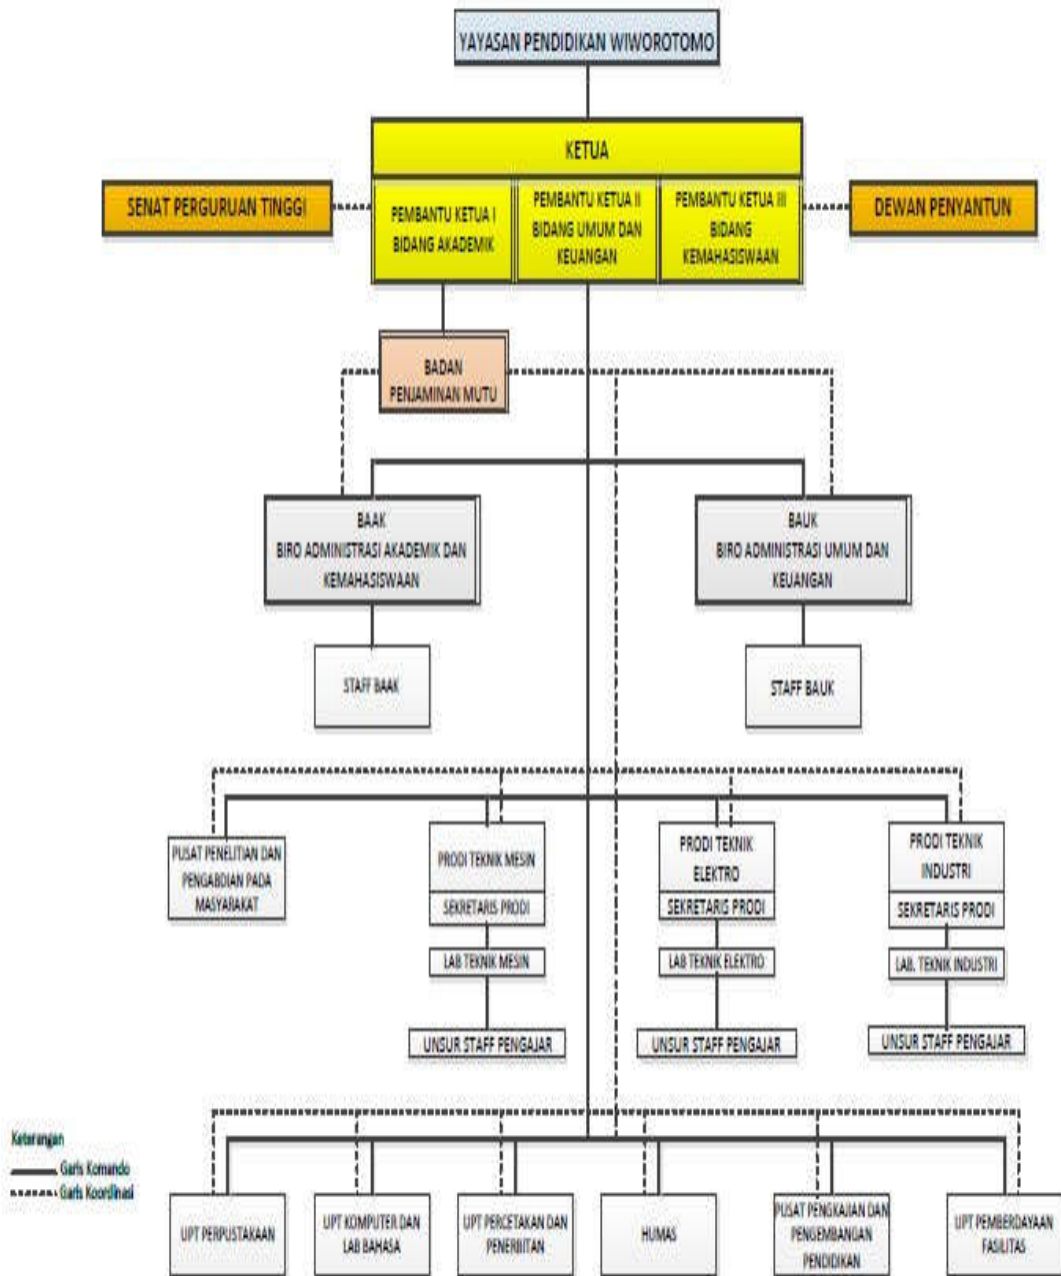 YAYASAN PENDIDIKAN WIWOROTOMO
KETUA
SENAT PERGURUAN TINGGI
PEMBANTU KETUA I
BIDANG AKADEMIK
PEMBANTU KETUA II
BIDANG UMUM DAN
KEUANGAN
PEMBANTU KETUA III
BIDANG
KEMAHASISWAAN
DEWAN PENYANTUN
BADAN
PENJAMINAN MUTU
BAAK
BIRO ADMINISTRASI AKADEMIK DAN
KEMAHASISWAAN
BAUK
BIRO ADMINISTRASI UMUM DAN
KEUANGAN
STAFF BAAK
STAFF BAUK
PUSAT PENELITIAN DAN
PENGABDIAN PADA
MASYARAKAT
PRODI TEKNIK MESIN
SEKRETARIS PRODI
LAB TEKNIK MESIN
UNSUR STAFF PENGAJAR
PRODI TEKNIK
ELEKTRO
SEKRETARIS PRODI
LAB TEKNIK ELEKTRO
UNSUR STAFF PENGAJAR
PRODI TEKNIK
INDUSTRI
SEKRETARIS PRODI
LAB. TEKNIK INDUSTRI
UNSUR STAFF PENGAJAR
Keterangan
Garis Komando
Garis Koordinasi
UPT PERPUSTAKAAN
UPT KOMPUTER DAN
LAB BAHASA
UPT PERCETAKAN DAN
PENERBITAN
HUMAS
PUSAT PENGKAJIAN DAN
PENGEMBANGAN
PENDIDIKAN
UPT PEMBERDAYAAN
FASILITAS